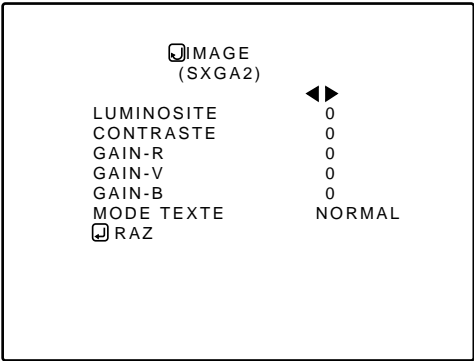 IMAGE
(SXGA2)
LUMINOSITE 0
CONTRASTE 0
GAIN-R 0
GAIN-V 0
GAIN-B 0
MODE TEXTE NORMAL
RAZ